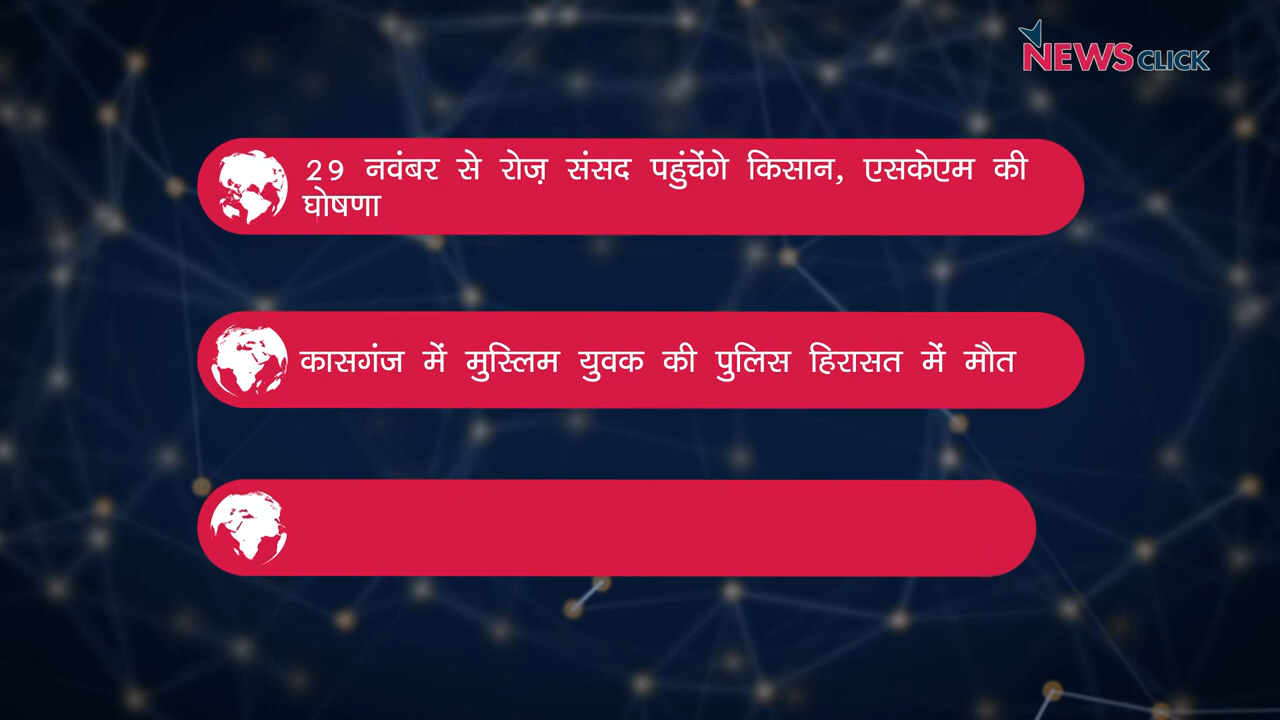 NEWSCLICK
29 नवंबर से रोज़ संसद पहुंचेंगे किसान, एसकेएम की
घोषणा
कासगंज में मुस्लिम युवक की पुलिस हिरासत में मौत